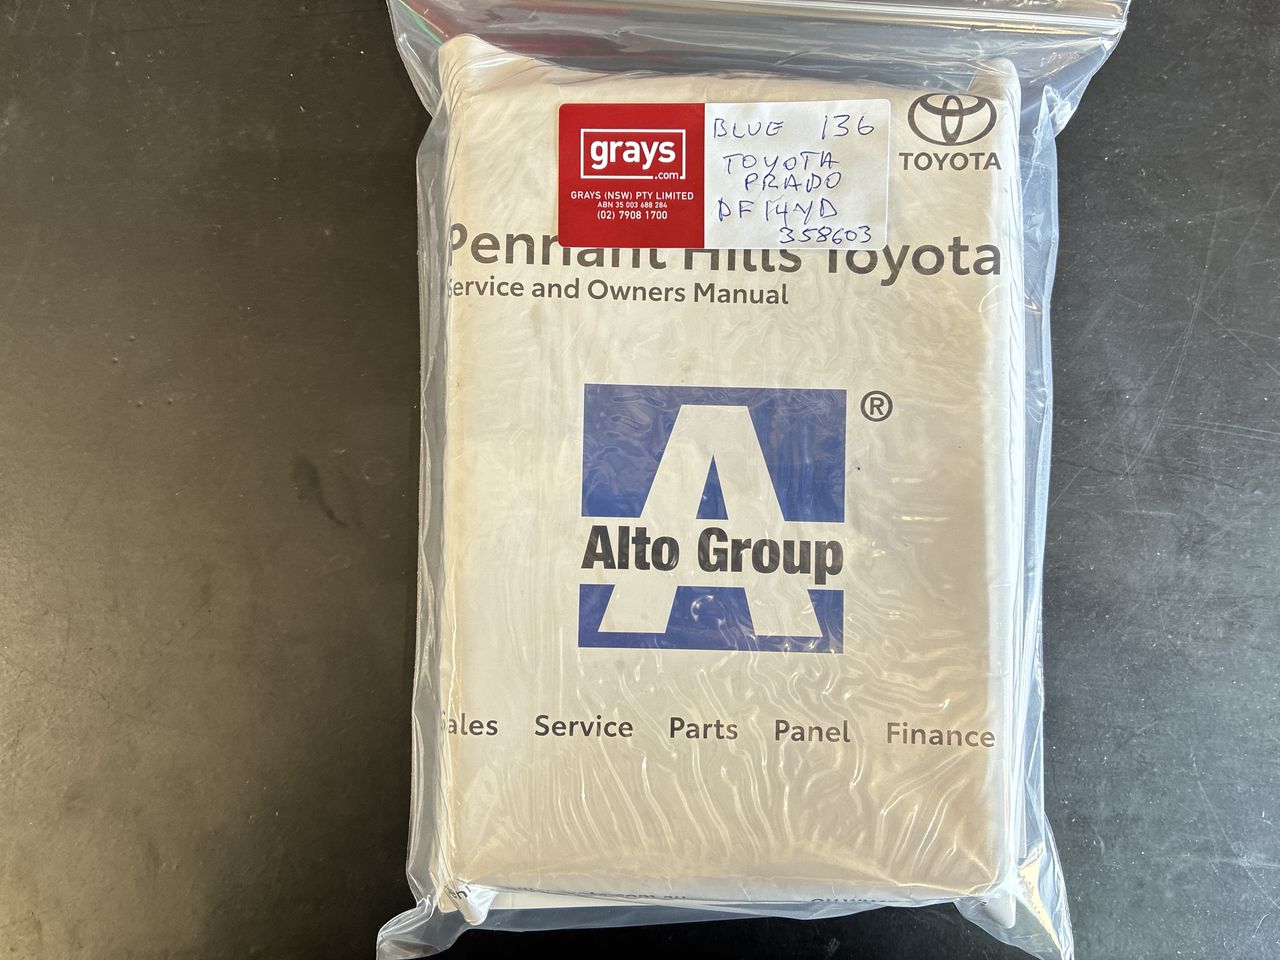 grays
.com
GRAYS (NSW) PTY LIMITED
ABN 35 003 688 284
(02) 7908 1700
BLUE 136
TOYOTA
PRADO
DF14YD
358603
TOYOTA
Pennant Hills Toyota
Service and Owners Manual
®
Alto Group
Sales Service Parts Panel Finance